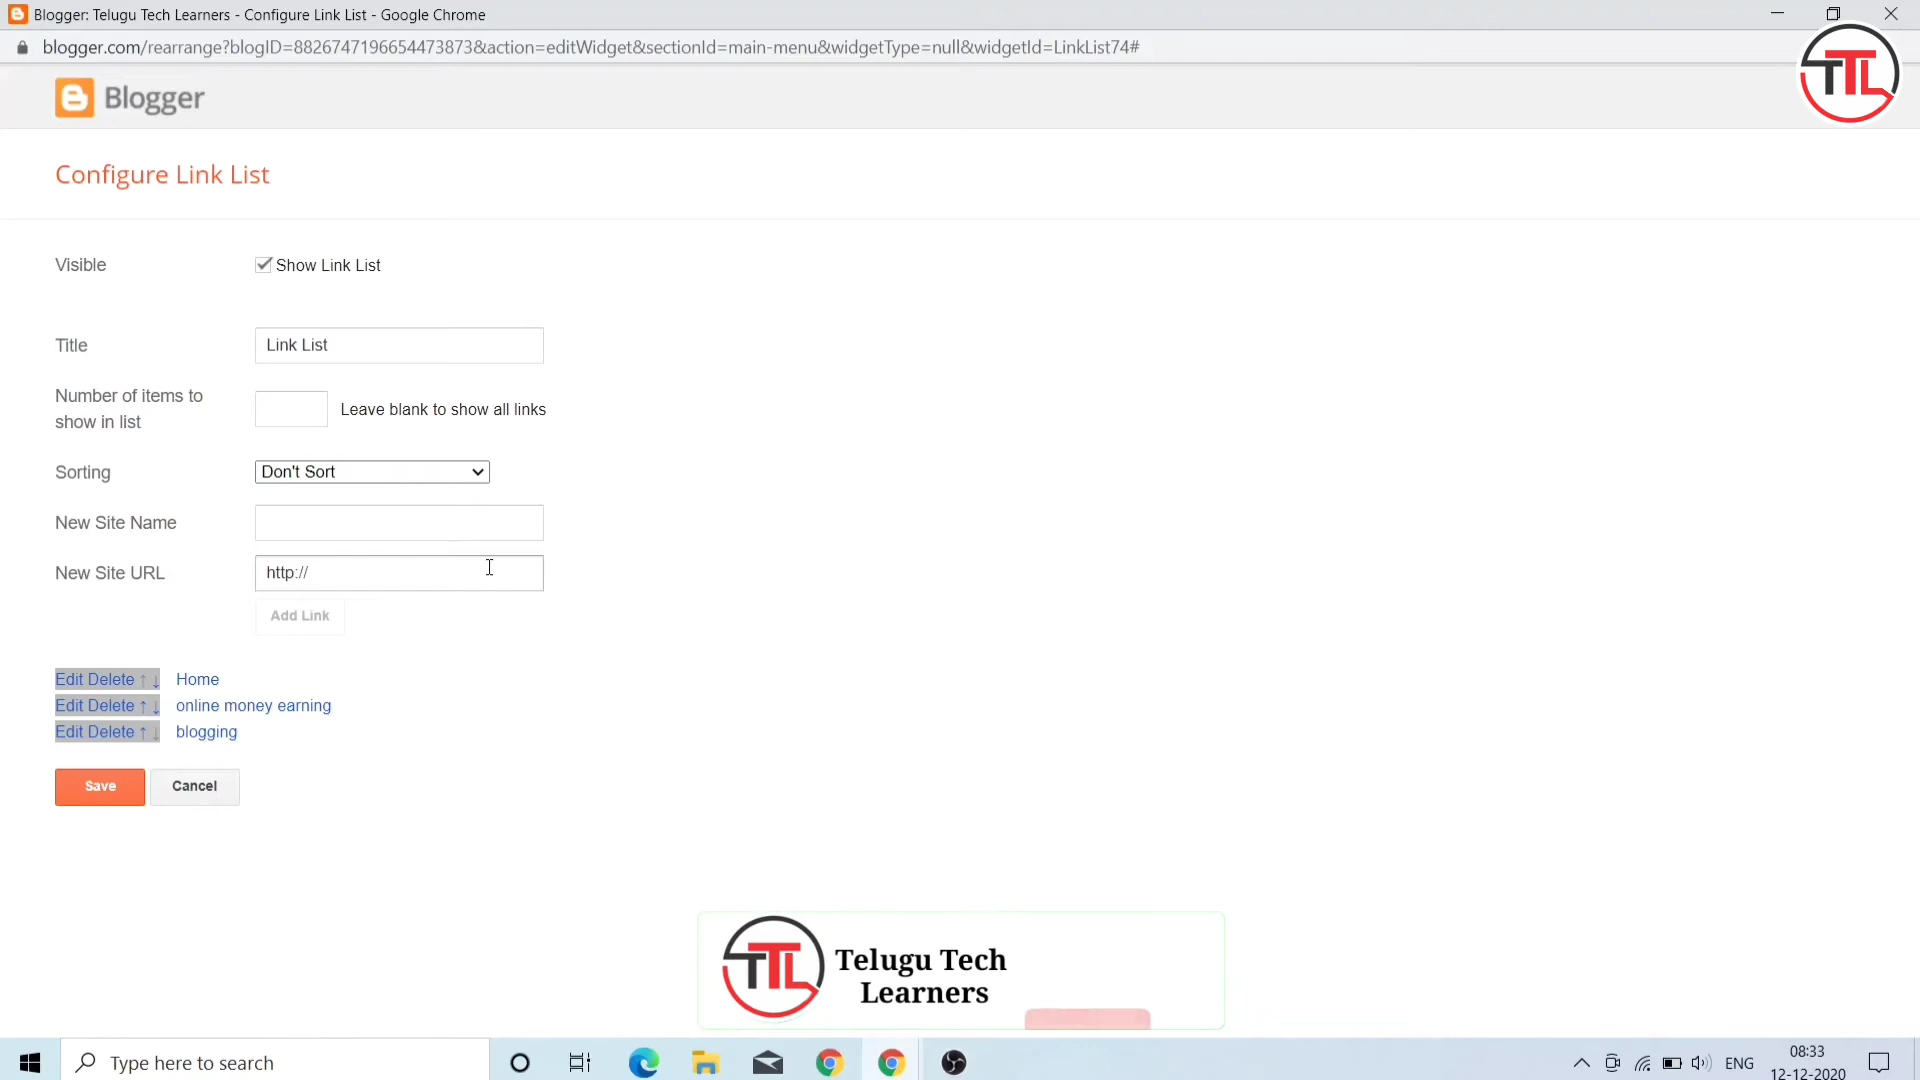 Blogger: Telugu Tech Learners - Configure Link List - Google Chrome
blogger.com/rearrange?blogID=8826747196654473873&action=editWidget&sectionId=main-menu&widgetType=null&widgetId=LinkList74#
TTL
Blogger
Configure Link List
Visible Show Link List
Title Link List
Number of items to
show in list
Leave blank to show all links
Sorting Don't Sort
New Site Name
New Site URL http://
Add Link
Edit Delete ↑ ↓ Home
Edit Delete ↑ ↓ online money earning
Edit Delete ↑ ↓ blogging
Save Cancel
TTL
Telugu Tech
Learners
Type here to search
ENG
08:33
12-12-2020